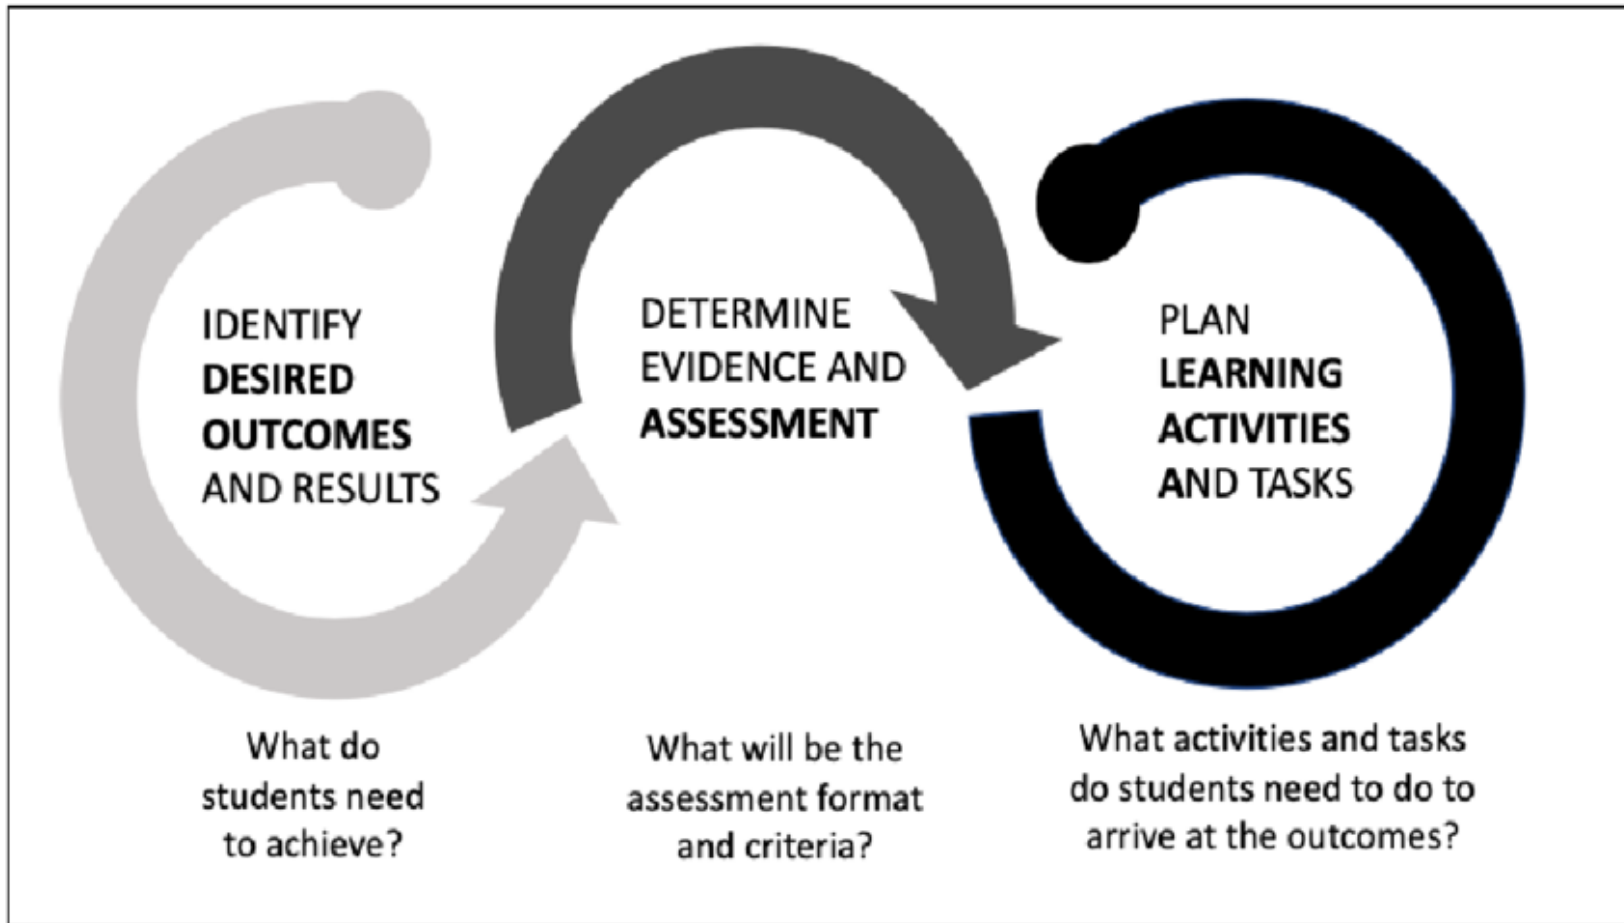 IDENTIFY
DESIRED
OUTCOMES
AND RESULTS
DETERMINE
EVIDENCE AND
ASSESSMENT
PLAN
LEARNING
ACTIVITIES
AND TASKS
What do
students need
to achieve?
What will be the
assessment format
and criteria?
What activities and tasks
do students need to do to
arrive at the outcomes?